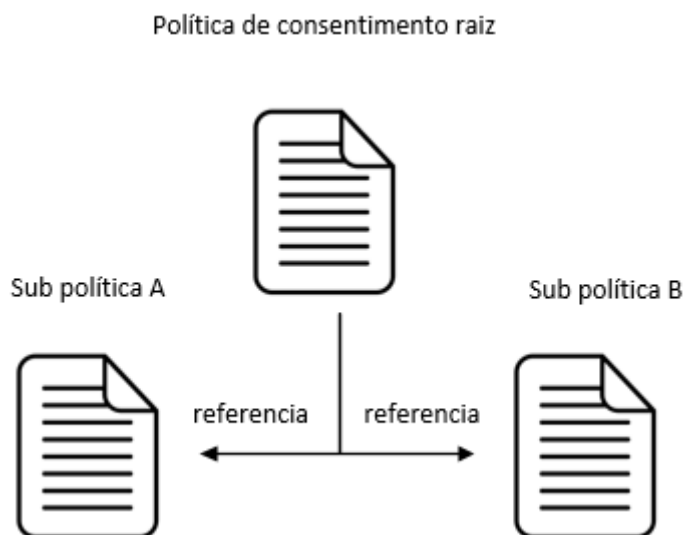 Política de consentimento raiz
Sub política A
Sub política B
referencia
referencia